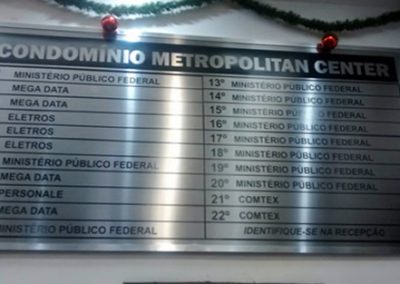 CONDOMÍNIO METROPOLITAN CENTER
MINISTÉRIO PÚBLICO FEDERAL
MEGA DATA
MEGA DATA
ELETROS
ELETROS
ELETROS
MINISTÉRIO PÚBLICO FEDERAL
MEGA DATA
PERSONALE
MEGA DATA
MINISTÉRIO PÚBLICO FEDERAL
13º MINISTÉRIO PÚBLICO FEDERAL
14º MINISTÉRIO PÚBLICO FEDERAL
15º MINISTÉRIO PÚBLICO FEDERAL
16º MINISTÉRIO PÚBLICO FEDERAL
17º MINISTÉRIO PÚBLICO FEDERAL
18º MINISTÉRIO PÚBLICO FEDERAL
19º MINISTÉRIO PÚBLICO FEDERAL
20º MINISTÉRIO PÚBLICO FEDERAL
21º COMTEX
22º COMTEX
IDENTIFIQUE-SE NA RECEPÇÃO